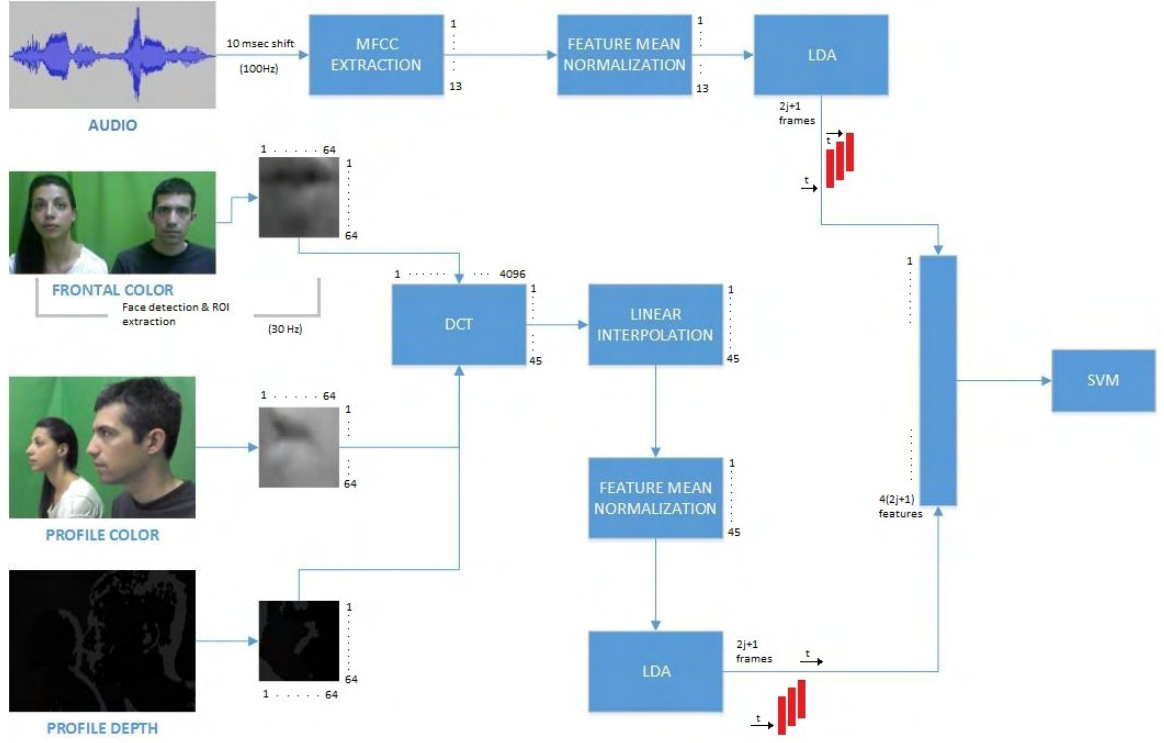 10 msec shift
(100Hz)
MFCC
EXTRACTION
1
13
FEATURE MEAN
NORMALIZATION
1
13
LDA
AUDIO
2j+1
frames
t
t
1 . . . . . 64
1
64
FRONTAL COLOR
Face detection & ROI
extraction
(30 Hz)
1 ...... ... 4096
DCT
1
45
LINEAR
INTERPOLATION
1
45
1
4(2j+1)
features
SVM
1 . . . . . 64
1
64
PROFILE COLOR
FEATURE MEAN
NORMALIZATION
1
45
1
64
1 . . . . . 64
PROFILE DEPTH
LDA
2j+1
frames
t
t